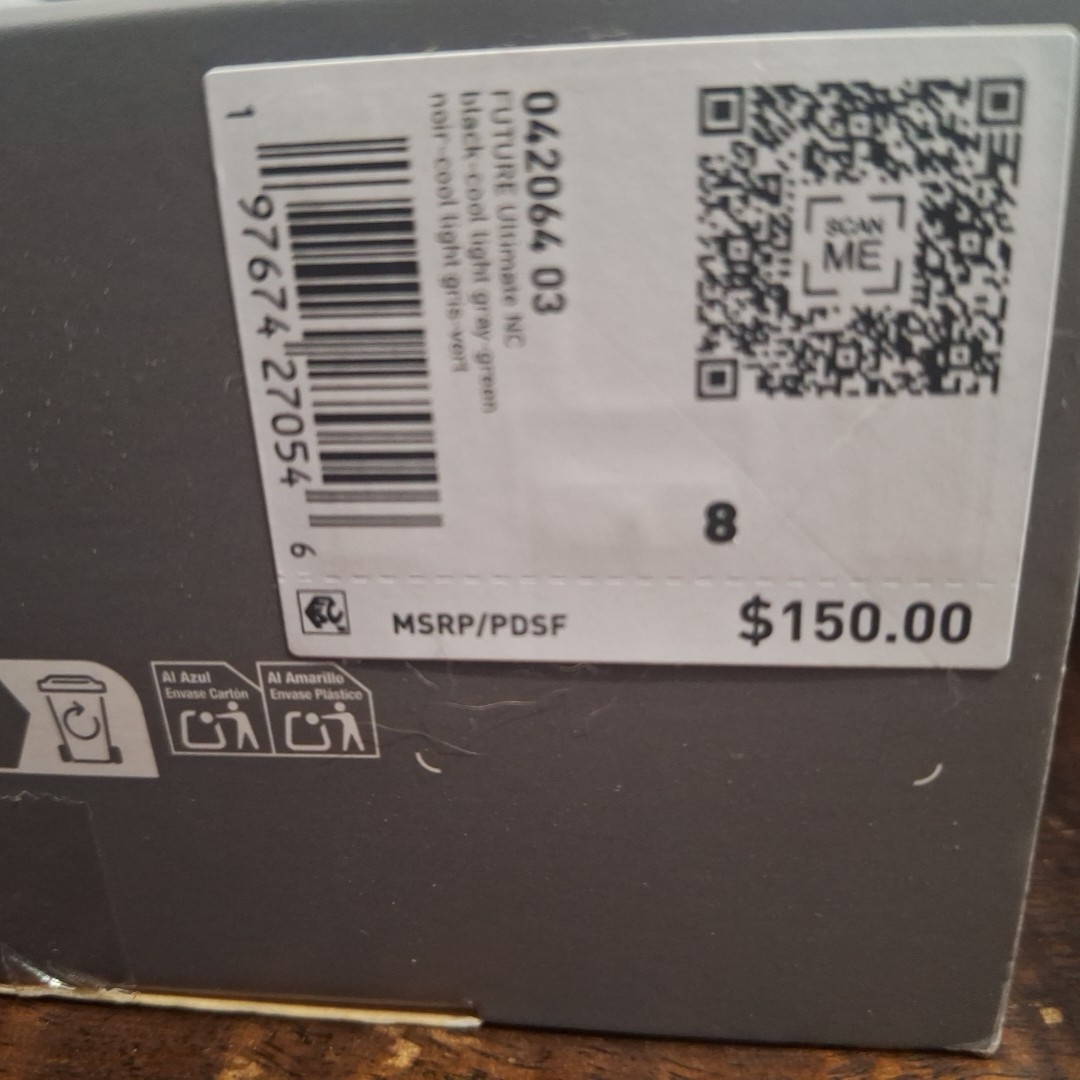 SCAN
ME
042064 03
FUTURE Ultimate NC
black-cool light gray-green
noir-cool light gris-vert
1 97674 27054 6
8
MSRP/PDSF $150.00
Al Azul
Envase Cartón
Al Amarillo
Envase Plástico